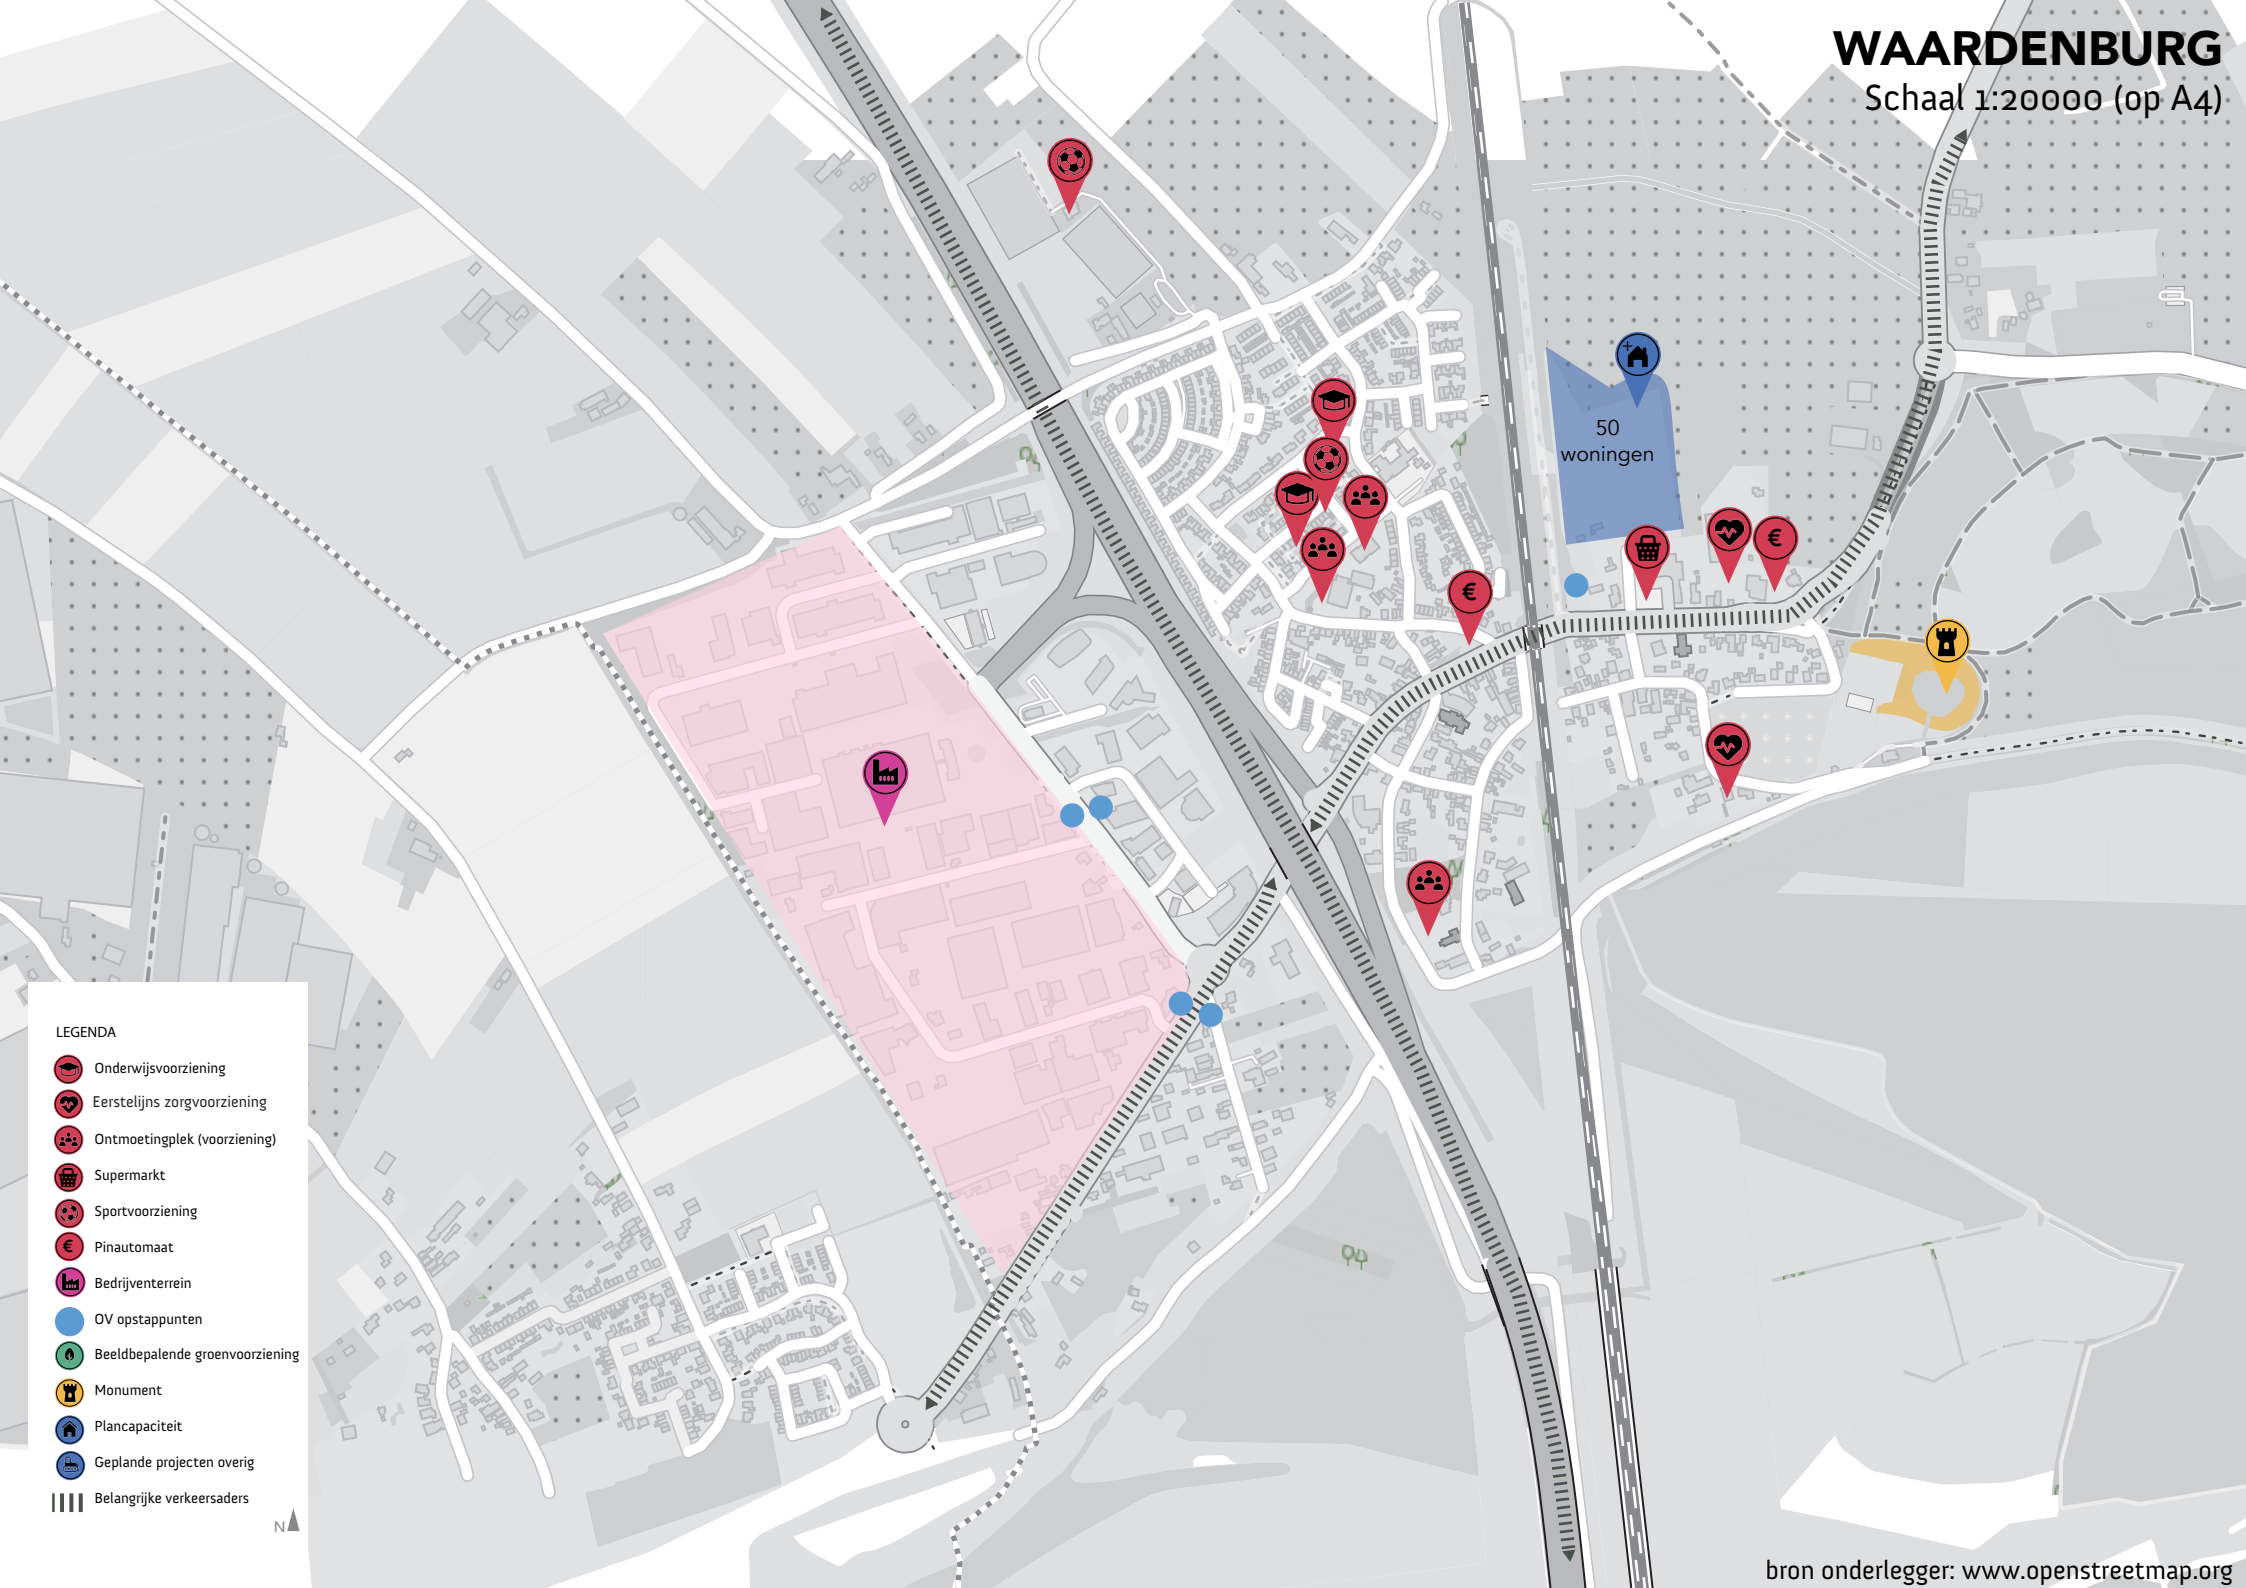 WAARDENBURG
Schaal 1:20000 (op A4)
50
woningen
€
€
LEGENDA
Onderwijsvoorziening
Eerstelijns zorgvoorziening
Ontmoetingplek (voorziening)
Supermarkt
Sportvoorziening
€ Pinautomaat
Bedrijventerrein
OV opstappunten
Beeldbepalende groenvoorziening
Monument
Plancapaciteit
Geplande projecten overig
Belangrijke verkeersaders
N
bron onderlegger: www.openstreetmap.org